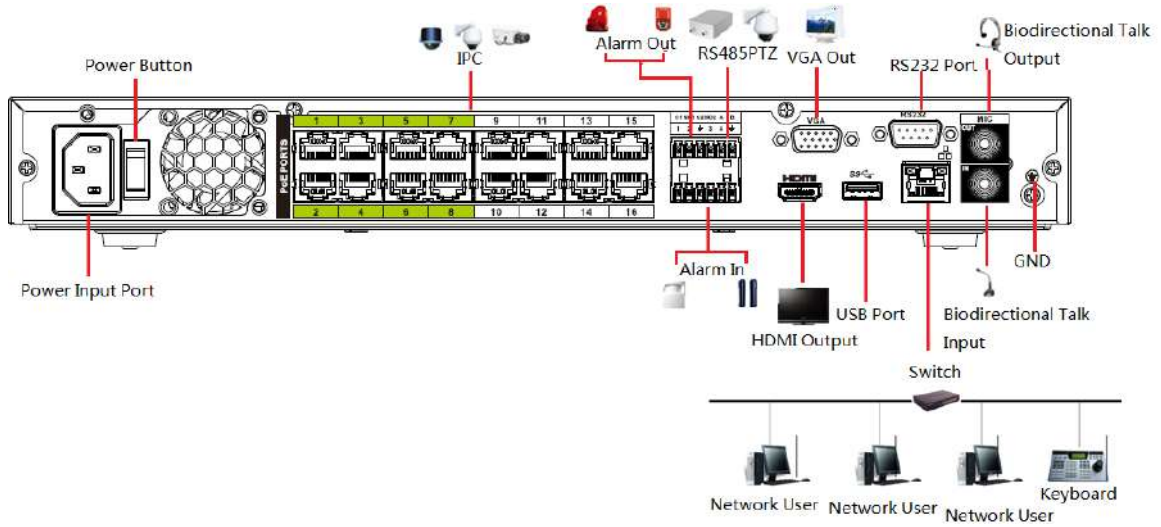 Biodirectional Talk
Output
Alarm Out
RS485PTZ
VGA Out
IPC
Power Button
RS232 Port
1 3 5 7 9 11 13 15
PoE PORTS
2 4 6 8 10 12 14 16
VGA
RS232
MIC
OUT
IN
HDMI
SS
Alarm In
GND
Power Input Port
USB Port
Biodirectional Talk
Input
HDMI Output
Switch
Network User
Network User
Network User
Keyboard